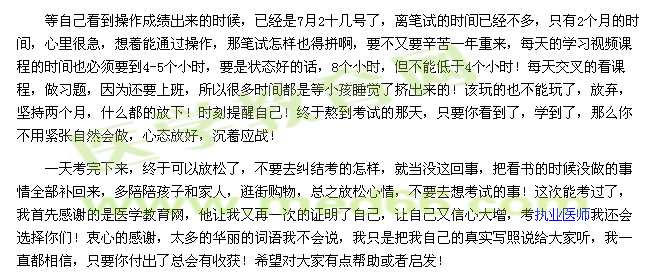 等自己看到操作成绩出来的时候，已经是7月2十几号了，离笔试的时间已经不多，只有2个月的时
间，心里很急，想着能通过操作，那笔试怎样也得拼啊，要不又要辛苦一年重来，每天的学习视频课
程的时间也必须要到4-5个小时，要是状态好的话，8个小时，但不能低于4个小时！每天交叉的看课
程，做习题，因为还要上班，所以很多时间都是等小孩睡觉了挤出来的！该玩的也不能玩了，放弃，
坚持两个月，什么都的放下！时刻提醒自己！终于熬到考试的那天，只要你看到了，学到了，那么你
不用紧张自然会做，心态放好，沉着应战！
一天考完下来，终于可以放松了，不要去纠结考的怎样，就当没这回事，把看书的时候没做的事
情全部补回来，多陪陪孩子和家人，逛街购物，总之放松心情，不要去想考试的事！这次能考过了，
我首先感谢的是医学教育网，他让我又再一次的证明了自己，让自己又信心大增，考执业医师我还会
选择你们！衷心的感谢，太多的华丽的词语我不会说，我只是把我自己的真实写照说给大家听，我一
直都相信，只要你付出了总会有收获！希望对大家有点帮助或者启发！
医学教育网
www.med66.com